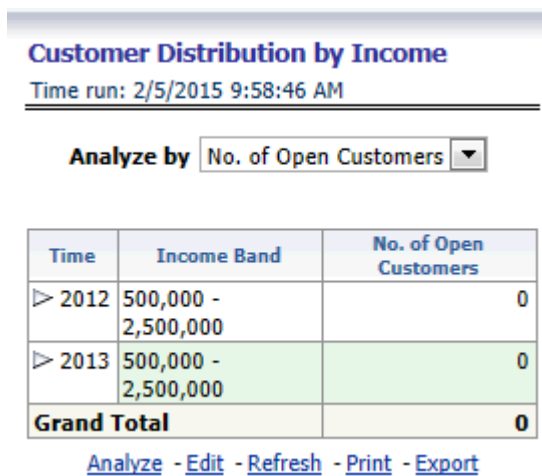 Customer Distribution by Income
Time run: 2/5/2015 9:58:46 AM
Analyze by No. of Open Customers
Time Income Band No. of Open
Customers
2012 500,000 - 0
2,500,000
2013 500,000 - 0
2,500,000
Grand Total 0
Analyze - Edit - Refresh - Print - Export